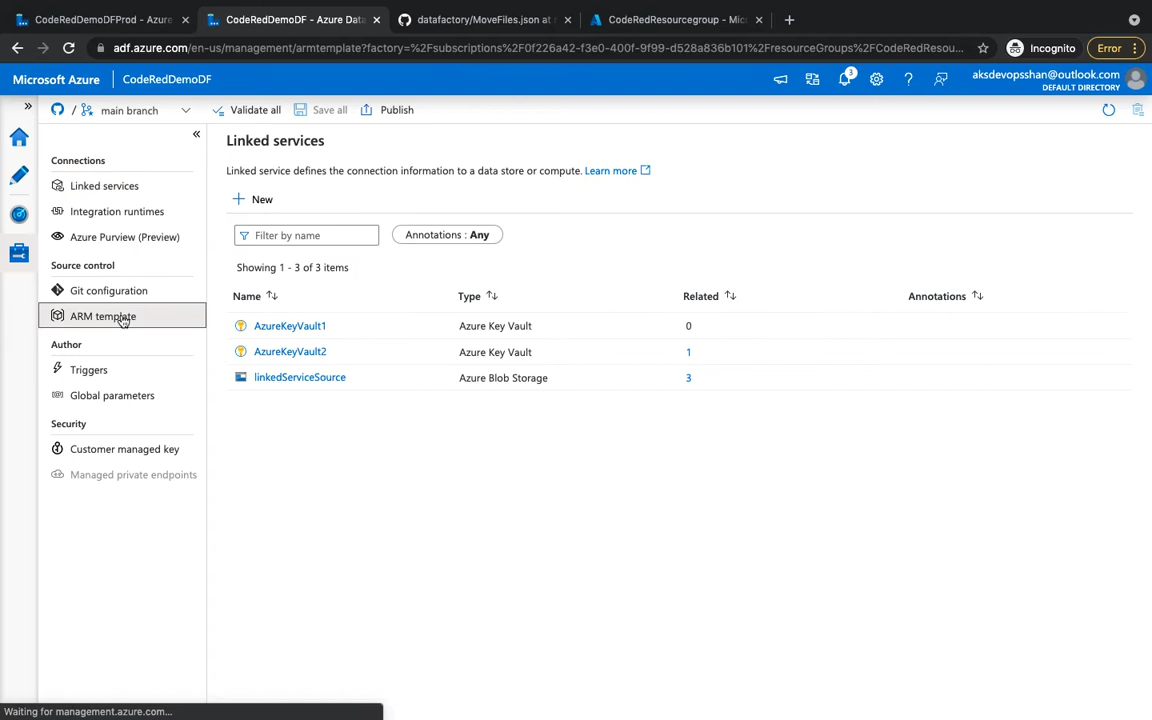 CodeRedDemoDFProd - Azure
CodeRedDemoDF - Azure Data
datafactory/MoveFiles.json at
CodeRedResourcegroup - Mic
adf.azure.com/en-us/management/armtemplate?factory=%2Fsubscriptions%2F0f226a42-f3e0-400f-9f99-d528a836b101%2FresourceGroups%2FCodeRedResou...
Incognito
Error
Microsoft Azure
CodeRedDemoDF
3
aksdevopsshan@outlook.com
DEFAULT DIRECTORY
/ main branch
Validate all
Save all
Publish
Linked services
Connections
Linked service defines the connection information to a data store or compute. Learn more
Linked services
New
Integration runtimes
Azure Purview (Preview)
Filter by name
Annotations : Any
Source control
Showing 1 - 3 of 3 items
Git configuration
Name
Type
Related
Annotations
ARM template
AzureKeyVault1
Azure Key Vault
0
Author
AzureKeyVault2
Azure Key Vault
1
Triggers
linkedServiceSource
Azure Blob Storage
3
Global parameters
Security
Customer managed key
Managed private endpoints
Waiting for management.azure.com...